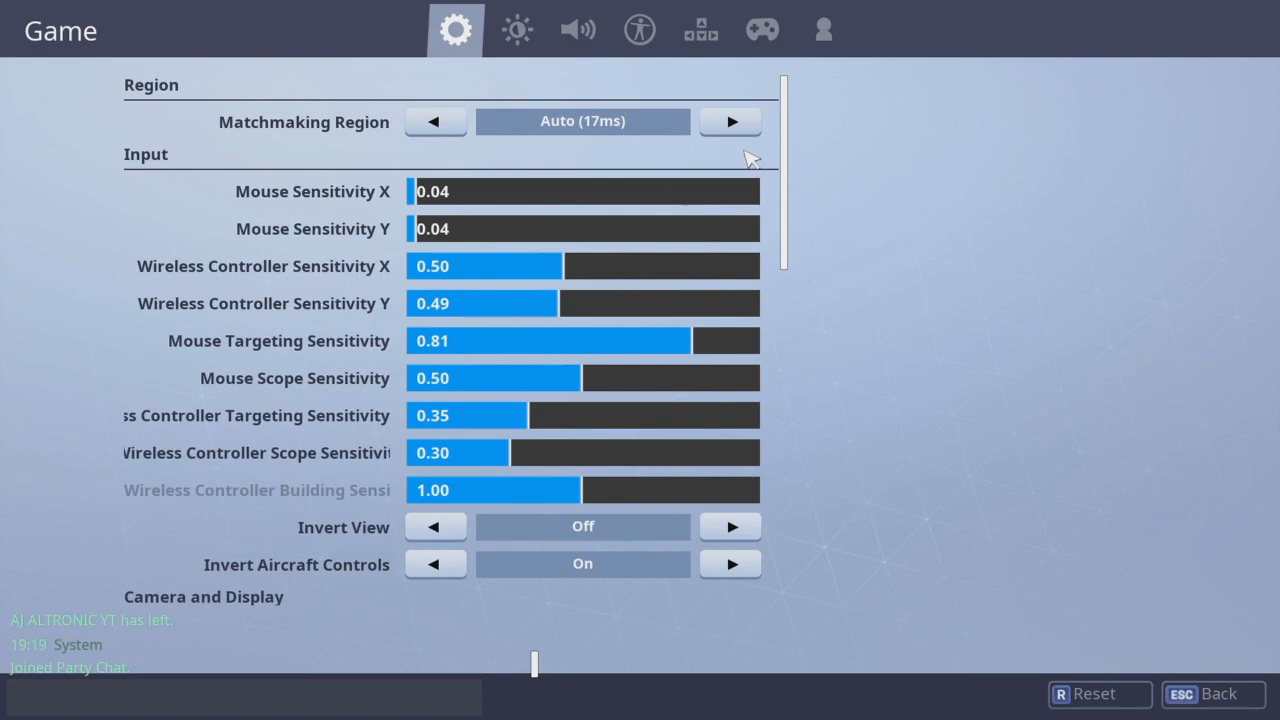 Game
Region
Matchmaking Region Auto (17ms)
Input
Mouse Sensitivity X 0.04
Mouse Sensitivity Y 0.04
Wireless Controller Sensitivity X 0.50
Wireless Controller Sensitivity Y 0.49
Mouse Targeting Sensitivity 0.81
Mouse Scope Sensitivity 0.50
ss Controller Targeting Sensitivity 0.35
Wireless Controller Scope Sensitivit 0.30
Wireless Controller Building Sensi 1.00
Invert View Off
Invert Aircraft Controls On
Camera and Display
AJ ALTRONIC YT has left.
19:19 System
Joined Party Chat.
R Reset ESC Back